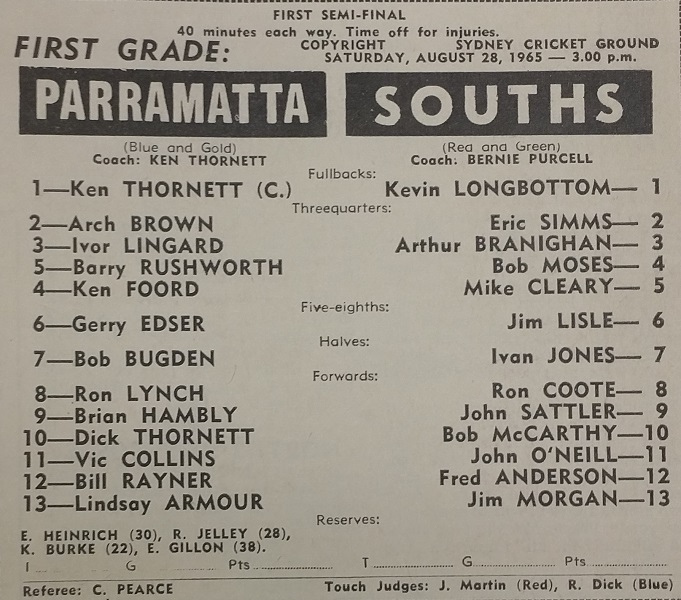 FIRST SEMI-FINAL
40 minutes each way. Time off for injuries.
FIRST GRADE:
COPYRIGHT SYDNEY CRICKET GROUND
SATURDAY, AUGUST 28, 1965 — 3.00 p.m.
PARRAMATTA SOUTHS
(Blue and Gold) (Red and Green)
Coach: KEN THORNETT Coach: BERNIE PURCELL
Fullbacks:
1—Ken THORNETT (C.) Kevin LONGBOTTOM— 1
Threequarters:
2—Arch BROWN Eric SIMMS— 2
3—Ivor LINGARD Arthur BRANIGHAN— 3
5—Barry RUSHWORTH Bob MOSES— 4
4—Ken FOORD Mike CLEARY— 5
Five-eighths:
6—Gerry EDSER Jim LISLE— 6
Halves:
7—Bob BUGDEN Ivan JONES— 7
Forwards:
8—Ron LYNCH Ron COOTE— 8
9—Brian HAMBLY John SATTLER— 9
10—Dick THORNETT Bob McCARTHY—10
11—Vic COLLINS John O'NEILL—11
12—Bill RAYNER Fred ANDERSON—12
13—Lindsay ARMOUR Jim MORGAN—13
Reserves:
E. HEINRICH (30), R. JELLEY (28),
K. BURKE (22), E. GILLON (38).
T.......... G.......... Pts.......... T.......... G.......... Pts..........
Referee: C. PEARCE Touch Judges: J. Martin (Red), R. Dick (Blue)